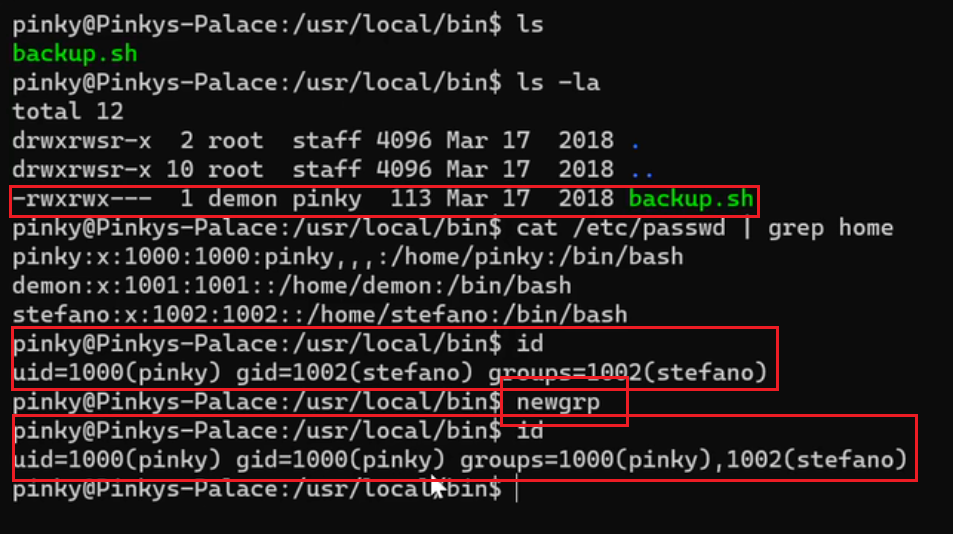 pinky@Pinkys-Palace:/usr/local/bin$ ls
backup.sh
pinky@Pinkys-Palace:/usr/local/bin$ ls -la
total 12
drwxrwsr-x  2 root  staff 4096 Mar 17  2018 .
drwxrwsr-x 10 root  staff 4096 Mar 17  2018 ..
-rwxrwx---  1 demon pinky  113 Mar 17  2018 backup.sh
pinky@Pinkys-Palace:/usr/local/bin$ cat /etc/passwd | grep home
pinky:x:1000:1000:pinky,,,:/home/pinky:/bin/bash
demon:x:1001:1001::/home/demon:/bin/bash
stefano:x:1002:1002::/home/stefano:/bin/bash
pinky@Pinkys-Palace:/usr/local/bin$ id
uid=1000(pinky) gid=1002(stefano) groups=1002(stefano)
pinky@Pinkys-Palace:/usr/local/bin$ newgrp
pinky@Pinkys-Palace:/usr/local/bin$ id
uid=1000(pinky) gid=1000(pinky) groups=1000(pinky),1002(stefano)
pinky@Pinkys-Palace:/usr/local/bin$